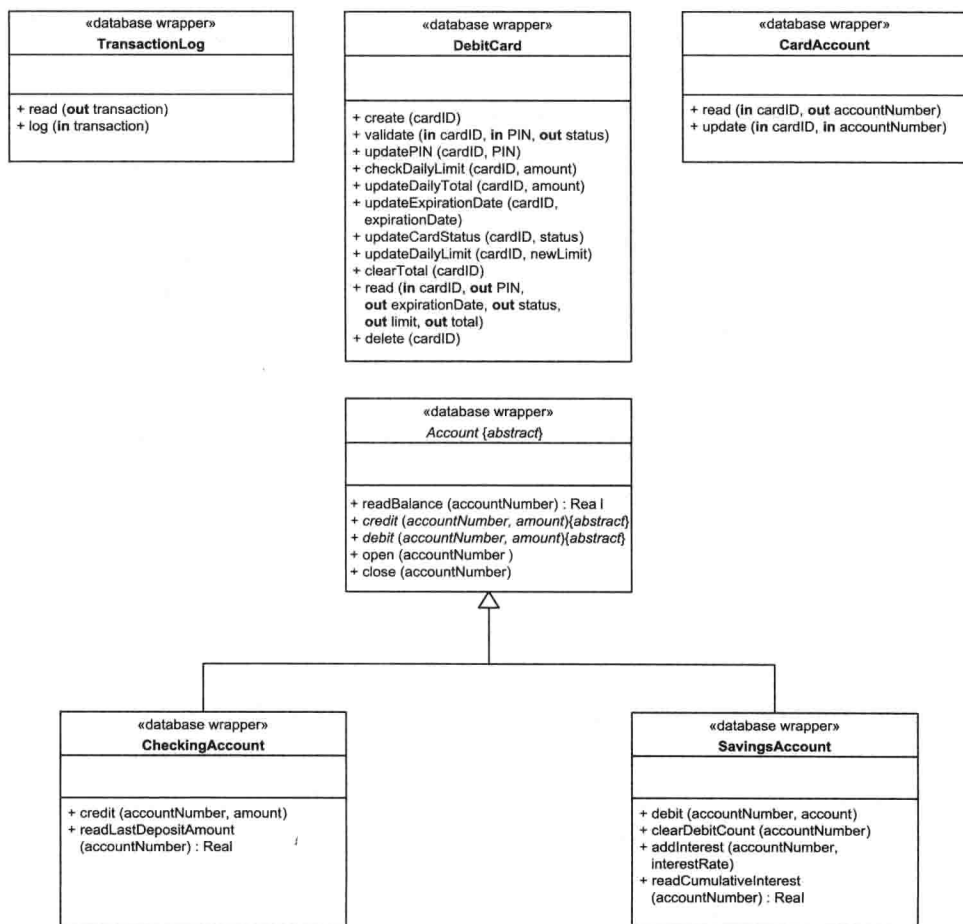 «database wrapper»
TransactionLog
+ read (out transaction)
+ log (in transaction)
«database wrapper»
DebitCard
+ create (cardID)
+ validate (in cardID, in PIN, out status)
+ updatePIN (cardID, PIN)
+ checkDailyLimit (cardID, amount)
+ updateDailyTotal (cardID, amount)
+ updateExpirationDate (cardID,
expirationDate)
+ updateCardStatus (cardID, status)
+ updateDailyLimit (cardID, newLimit)
+ clearTotal (cardID)
+ read (in cardID, out PIN,
out expirationDate, out status,
out limit, out total)
+ delete (cardID)
«database wrapper»
CardAccount
+ read (in cardID, out accountNumber)
+ update (in cardID, in accountNumber)
«database wrapper»
Account {abstract}
+ readBalance (accountNumber) : Rea l
+ credit (accountNumber, amount){abstract}
+ debit (accountNumber, amount){abstract}
+ open (accountNumber )
+ close (accountNumber)
«database wrapper»
CheckingAccount
+ credit (accountNumber, amount)
+ readLastDepositAmount
(accountNumber) : Real
«database wrapper»
SavingsAccount
+ debit (accountNumber, account)
+ clearDebitCount (accountNumber)
+ addInterest (accountNumber,
interestRate)
+ readCumulativeInterest
(accountNumber) : Real